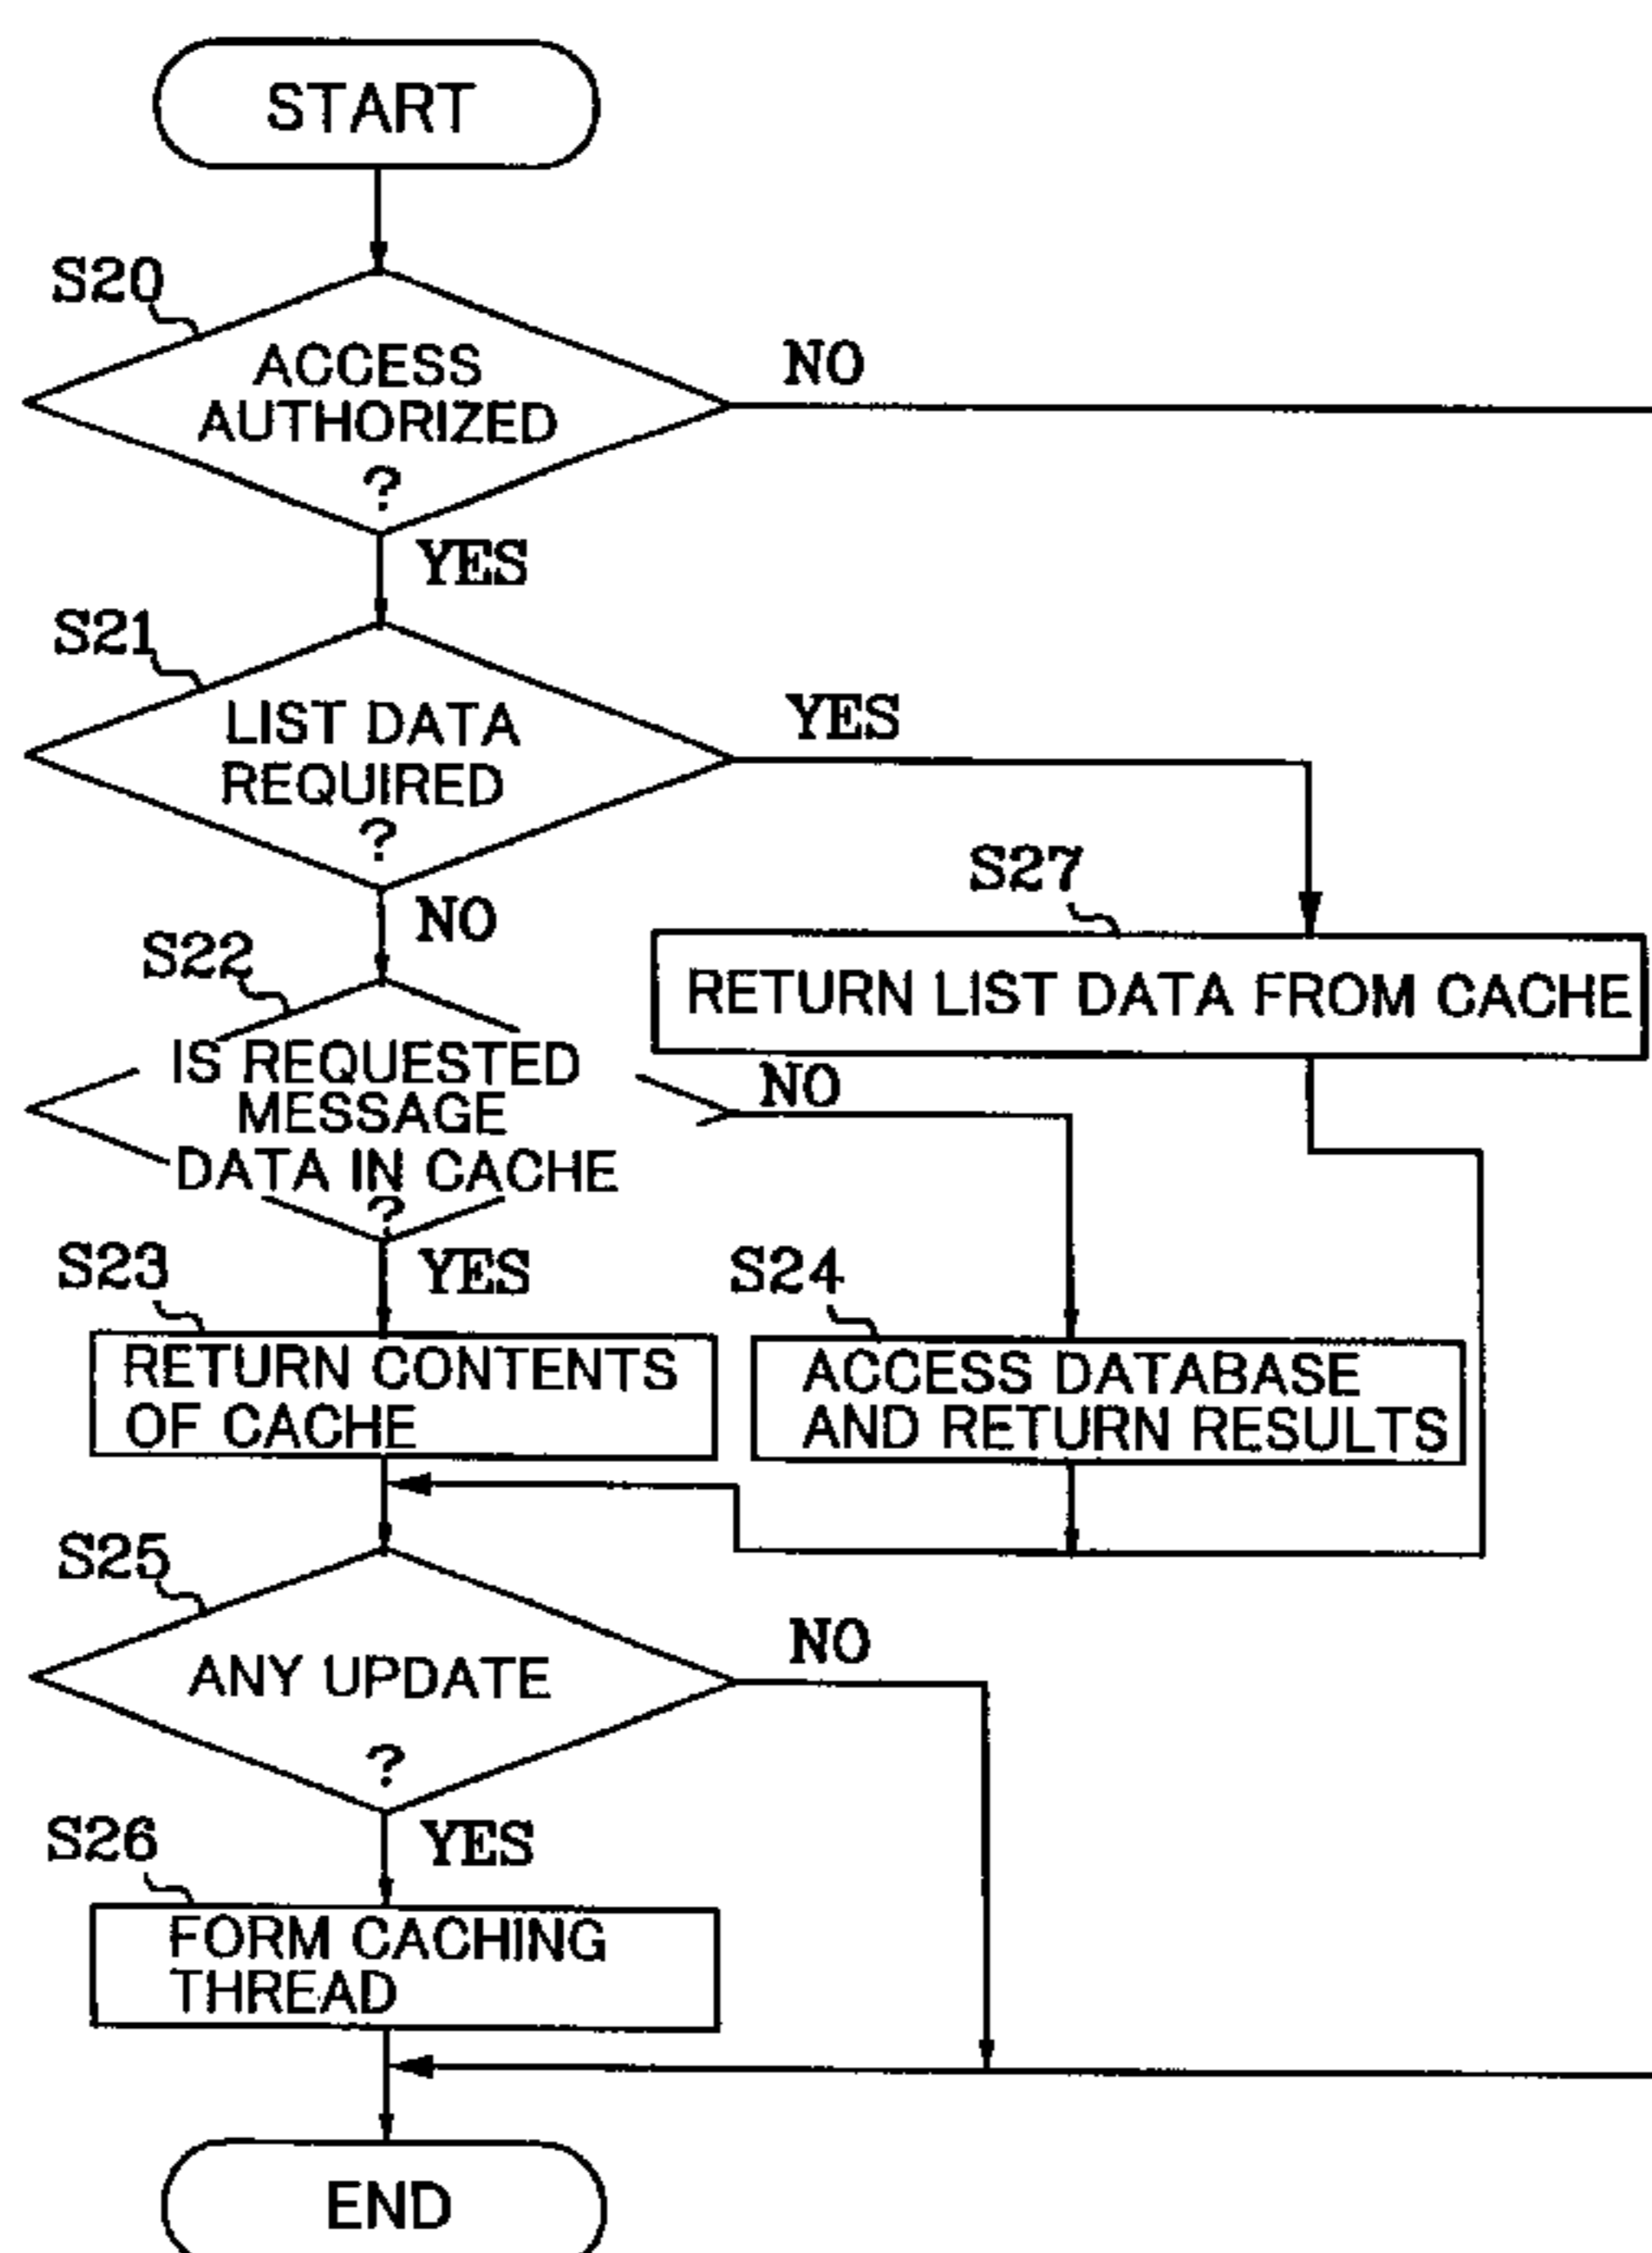 START
S20
ACCESS
AUTHORIZED
?
NO
YES
S21
LIST DATA
REQUIRED
?
YES
NO
S27
RETURN LIST DATA FROM CACHE
S22
IS REQUESTED
MESSAGE
DATA IN CACHE
?
NO
YES
S23
RETURN CONTENTS
OF CACHE
S24
ACCESS DATABASE
AND RETURN RESULTS
S25
ANY UPDATE
?
NO
YES
S26
FORM CACHING
THREAD
END